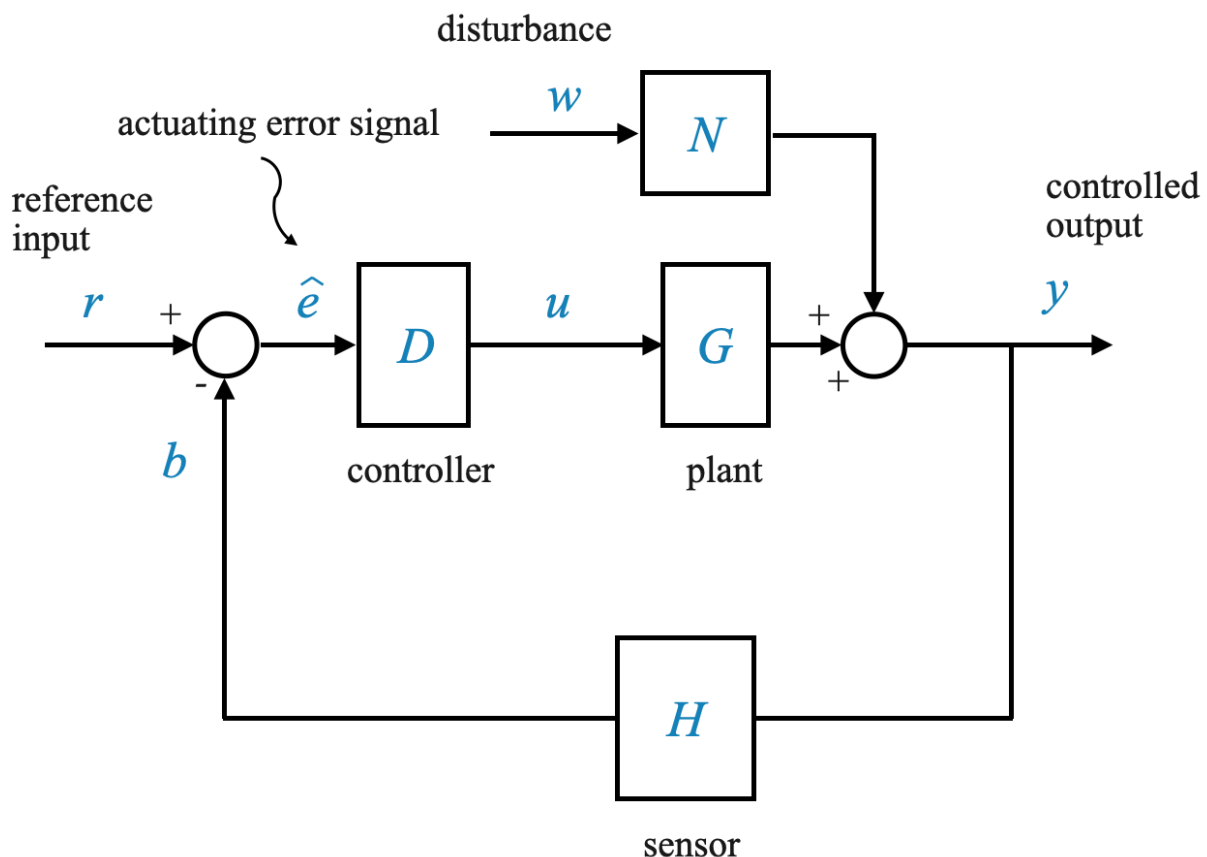 disturbance
w
N
actuating error signal
reference
input
controlled
output
r
+
ê
D
u
G
+
y
-
+
b
controller
plant
H
sensor